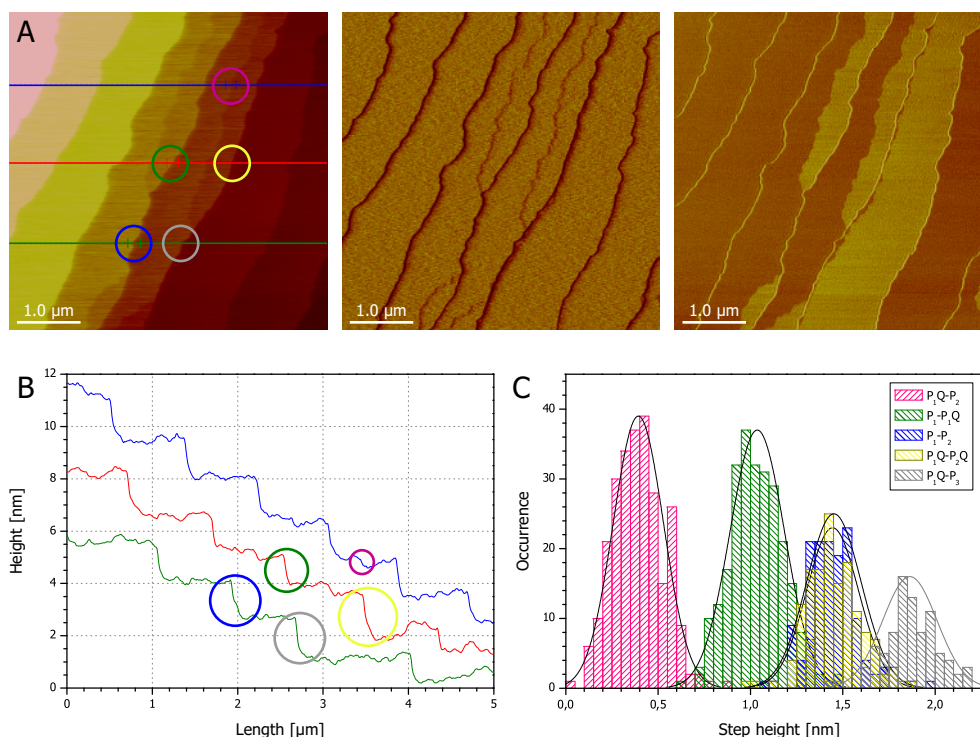 A
1.0 µm
1.0 µm
1.0 µm
B
12
10
8
6
4
2
0
Height [nm]
0
1
2
3
4
5
Length [µm]
C
40
30
20
10
0
Occurrence
P₁Q-P₂
P₁-P₁Q
P₁-P₂
P₁Q-P₂Q
P₁Q-P₃
0,0
0,5
1,0
1,5
2,0
Step height [nm]